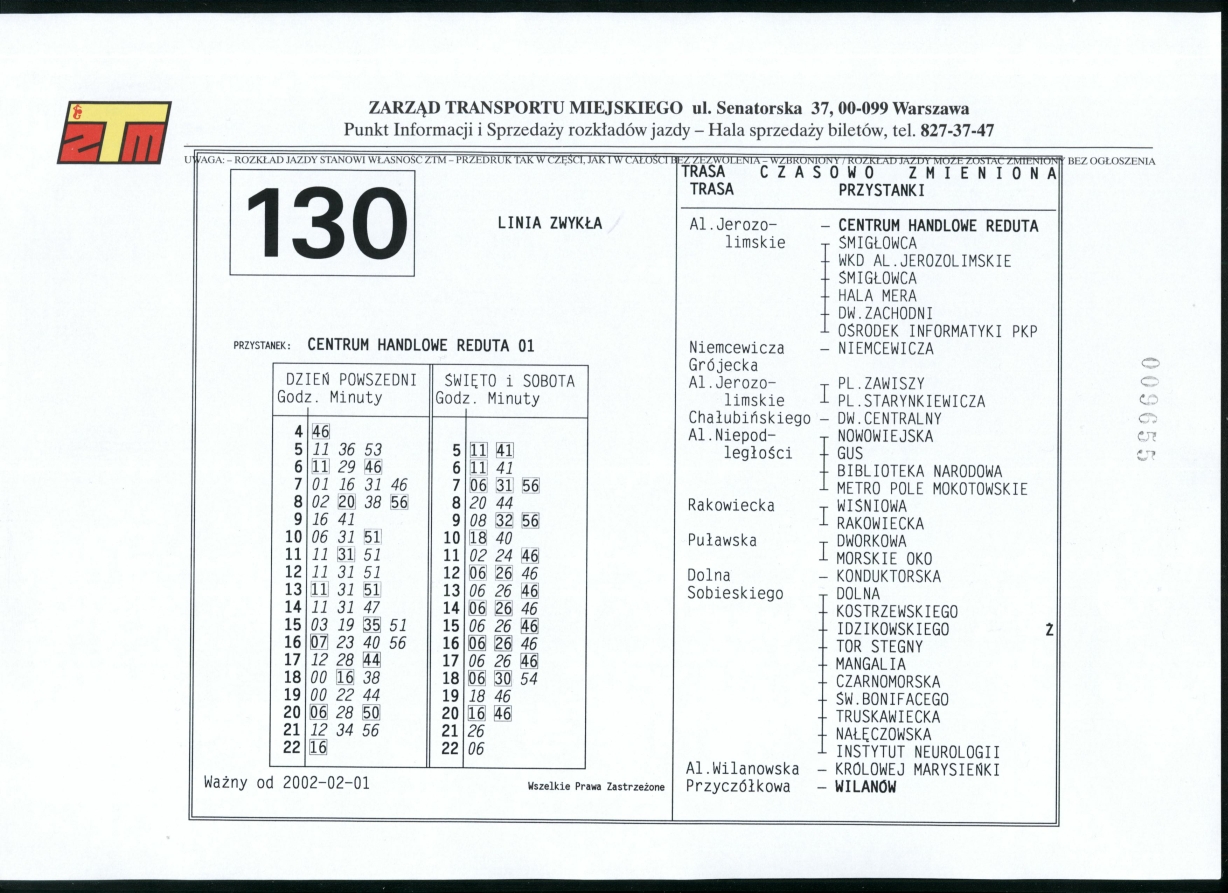 ZTM
ZARZĄD TRANSPORTU MIEJSKIEGO ul. Senatorska 37, 00-099 Warszawa
Punkt Informacji i Sprzedaży rozkładów jazdy – Hala sprzedaży biletów, tel. 827-37-47
UWAGA: – ROZKŁAD JAZDY STANOWI WŁASNOŚĆ ZTM – PRZEDRUK TAK W CZĘŚCI, JAK I W CAŁOŚCI BEZ ZEZWOLENIA – WZBRONIONY / ROZKŁAD JAZDY MOŻE ZOSTAĆ ZMIENIONY BEZ OGŁOSZENIA
130
LINIA ZWYKŁA
PRZYSTANEK: CENTRUM HANDLOWE REDUTA 01
DZIEŃ POWSZEDNI
Godz. Minuty
4 46
5 11 36 53
6 11 29 46
7 01 16 31 46
8 02 20 38 56
9 16 41
10 06 31 51
11 11 31 51
12 11 31 51
13 11 31 51
14 11 31 47
15 03 19 35 51
16 07 23 40 56
17 12 28 44
18 00 16 38
19 00 22 44
20 06 28 50
21 12 34 56
22 16
ŚWIĘTO i SOBOTA
Godz. Minuty
5 11 41
6 11 41
7 06 31 56
8 20 44
9 08 32 56
10 18 40
11 02 24 46
12 06 26 46
13 06 26 46
14 06 26 46
15 06 26 46
16 06 26 46
17 06 26 46
18 06 30 54
19 18 46
20 16 46
21 26
22 06
Ważny od 2002-02-01
Wszelkie Prawa Zastrzeżone
TRASA CZASOWO ZMIENIONA
TRASA PRZYSTANKI
Al.Jerozo- – CENTRUM HANDLOWE REDUTA
limskie ŚMIGŁOWCA
WKD AL.JEROZOLIMSKIE
ŚMIGŁOWCA
HALA MERA
DW.ZACHODNI
OŚRODEK INFORMATYKI PKP
Niemcewicza – NIEMCEWICZA
Grójecka
Al.Jerozo- PL.ZAWISZY
limskie PL.STARYNKIEWICZA
Chałubińskiego – DW.CENTRALNY
Al.Niepod- NOWOWIEJSKA
ległości GUS
BIBLIOTEKA NARODOWA
METRO POLE MOKOTOWSKIE
Rakowiecka WIŚNIOWA
RAKOWIECKA
Puławska DWORKOWA
MORSKIE OKO
Dolna – KONDUKTORSKA
Sobieskiego DOLNA
KOSTRZEWSKIEGO
IDZIKOWSKIEGO Ż
TOR STEGNY
MANGALIA
CZARNOMORSKA
ŚW.BONIFACEGO
TRUSKAWIECKA
NAŁĘCZOWSKA
INSTYTUT NEUROLOGII
Al.Wilanowska – KRÓLOWEJ MARYSIEŃKI
Przyczółkowa – WILANÓW
009655